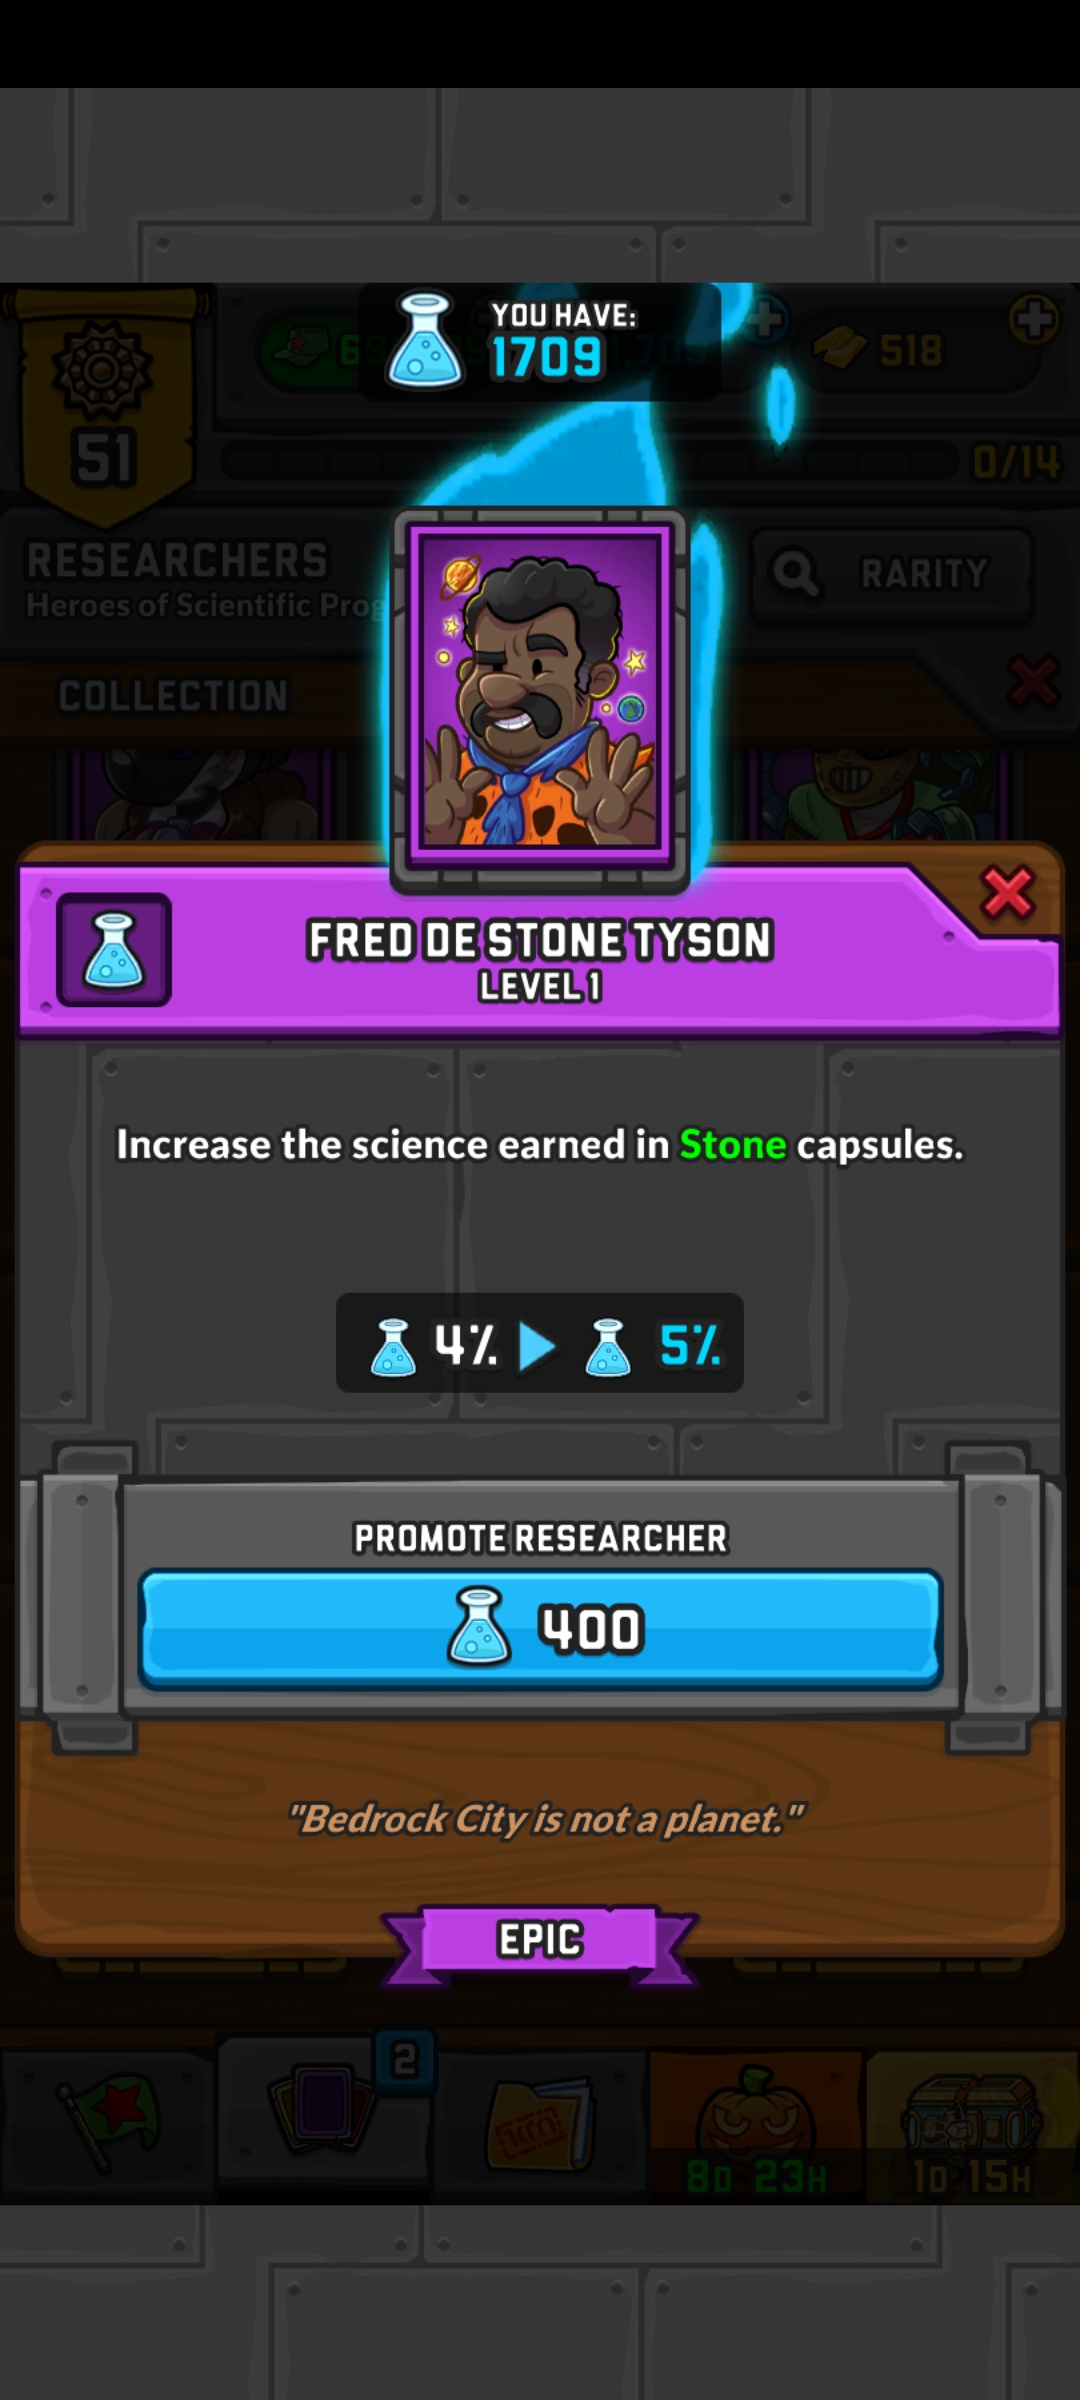 YOU HAVE:
1709
518
51
0/14
RESEARCHERS
Heroes of Scientific Prog
RARITY
COLLECTION
FRED DE STONE TYSON
LEVEL 1
Increase the science earned in Stone capsules.
4% 5%
PROMOTE RESEARCHER
400
"Bedrock City is not a planet."
EPIC
2
8D 23H
1D 15H